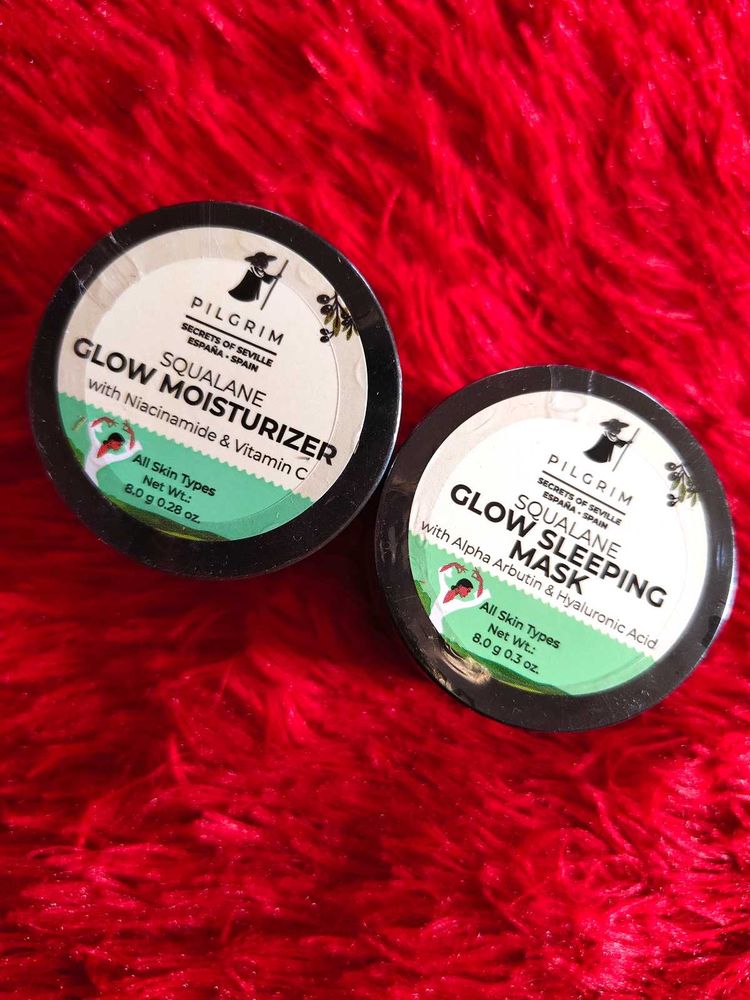 PILGRIM
SECRETS OF SEVILLE
ESPAÑA • SPAIN
SQUALANE
GLOW MOISTURIZER
with Niacinamide & Vitamin C
All Skin Types
Net Wt.:
8.0 g 0.28 oz.
PILGRIM
SECRETS OF SEVILLE
ESPAÑA • SPAIN
SQUALANE
GLOW SLEEPING
MASK
with Alpha Arbutin & Hyaluronic Acid
All Skin Types
Net Wt.:
8.0 g 0.3 oz.